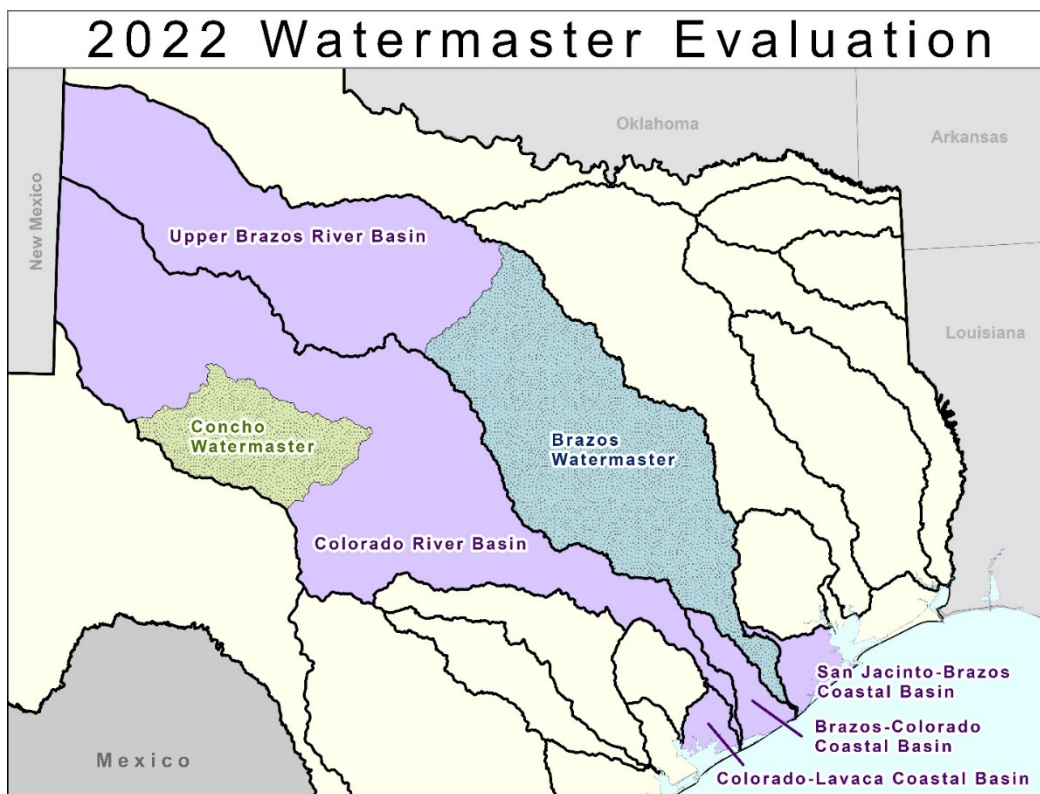 2022 Watermaster Evaluation
Oklahoma
Arkansas
New Mexico
Upper Brazos River Basin
Louisiana
Concho
Watermaster
Brazos
Watermaster
Colorado River Basin
San Jacinto-Brazos
Coastal Basin
Brazos-Colorado
Coastal Basin
Mexico
Colorado-Lavaca Coastal Basin